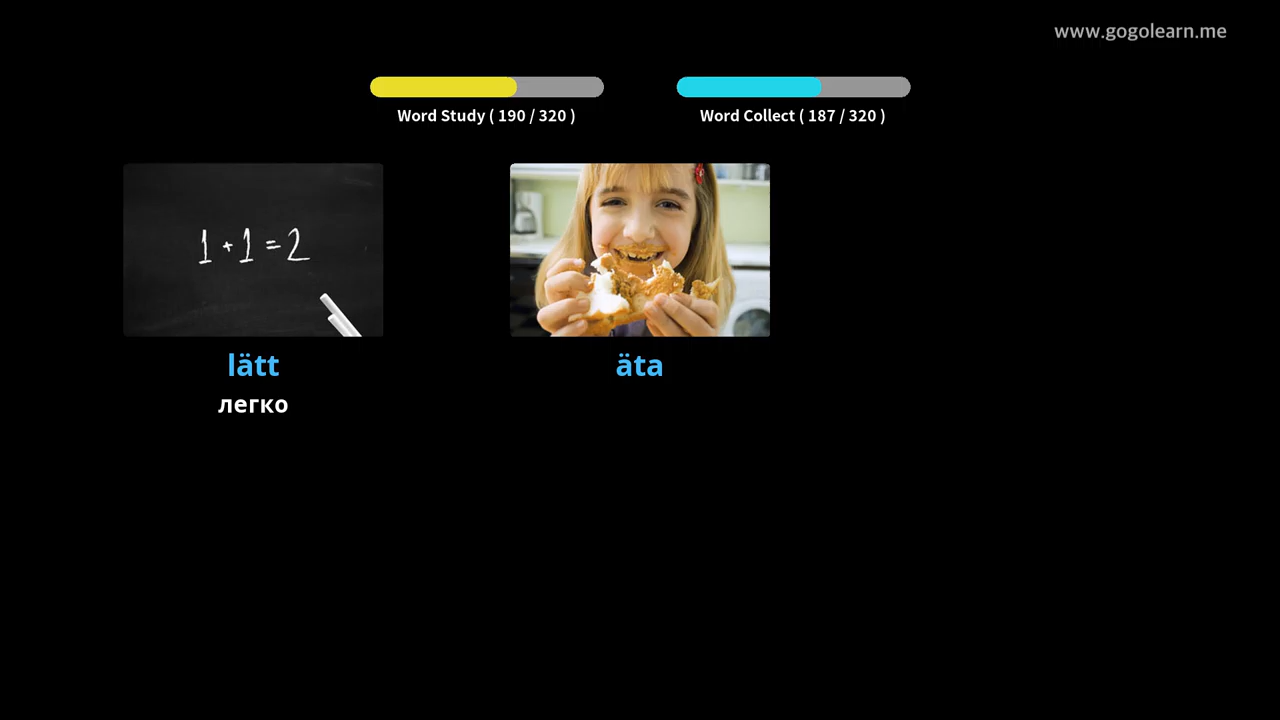 www.gogolearn.me
Word Study ( 190 / 320 )
Word Collect ( 187 / 320 )
1 + 1 = 2
lätt
äta
легко